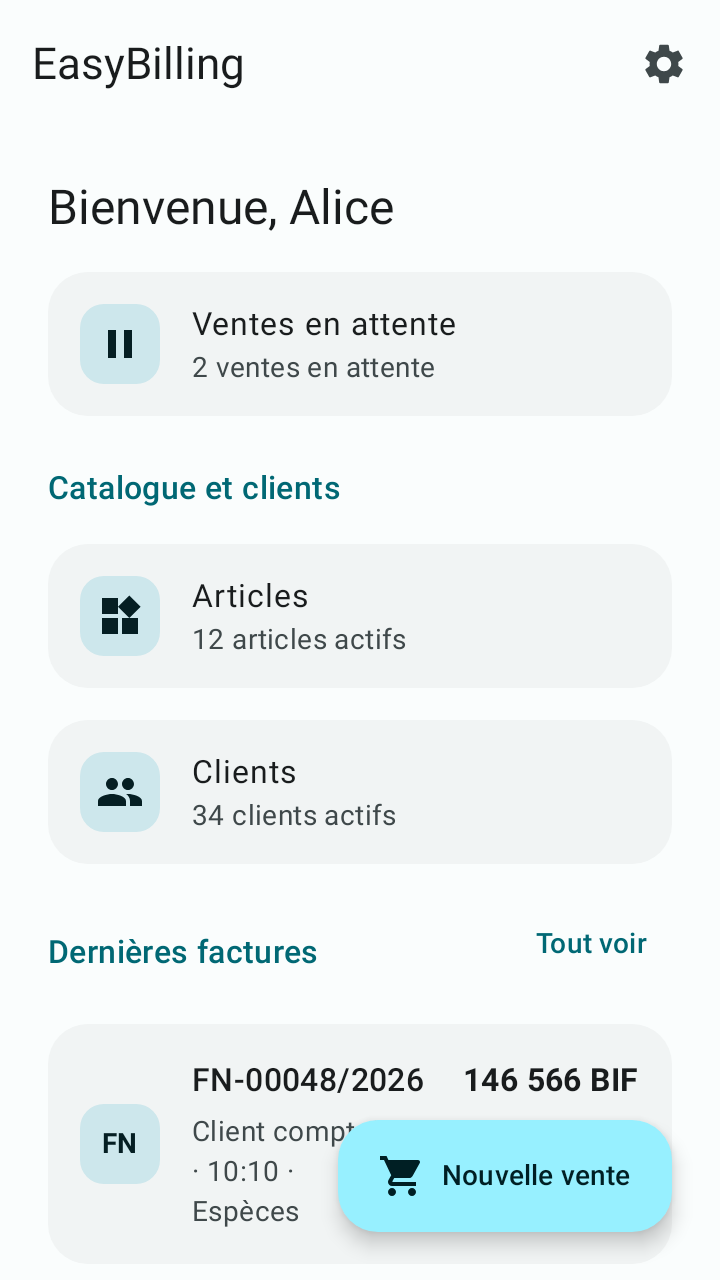 EasyBilling
Bienvenue, Alice
Ventes en attente
2 ventes en attente
Catalogue et clients
Articles
12 articles actifs
Clients
34 clients actifs
Dernières factures
Tout voir
FN-00048/2026 146 566 BIF
FN
Client
· 10:10 ·
Espèces
Nouvelle vente